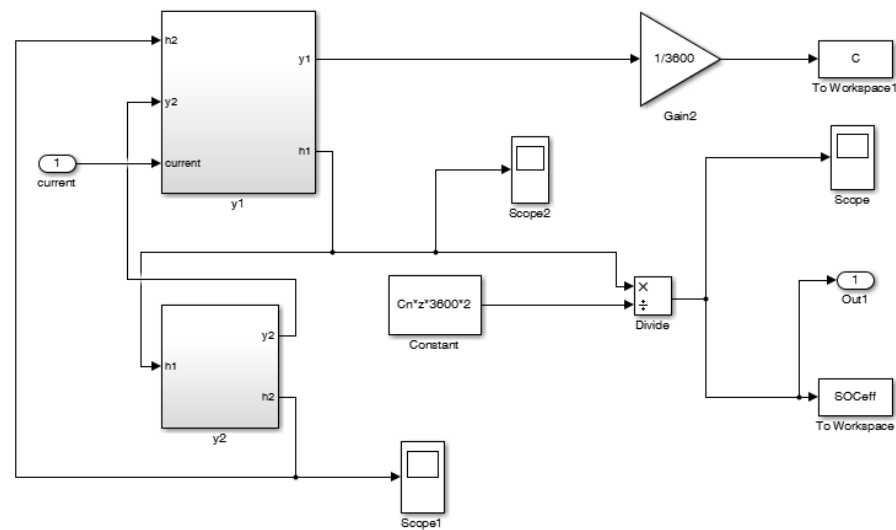 h2
y2
current
y1
h1
y1
1
current
1/3600
Gain2
C
To Workspace1
Scope2
Scope
Cn*z*3600*2
Constant
×
÷
Divide
1
Out1
SOCeff
To Workspace
h1
y2
h2
y2
Scope1